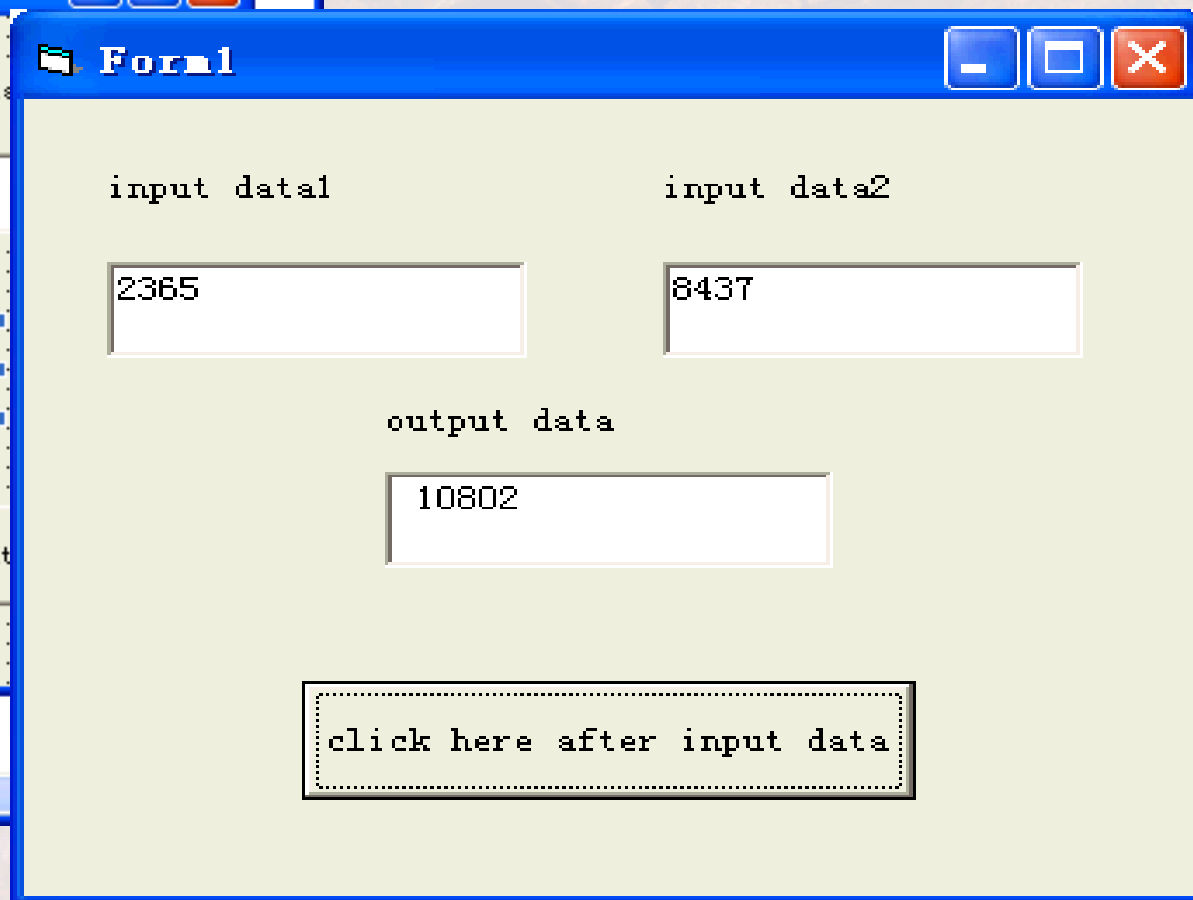 Form1
input data1
input data2
2365
8437
output data
10802
click here after input data